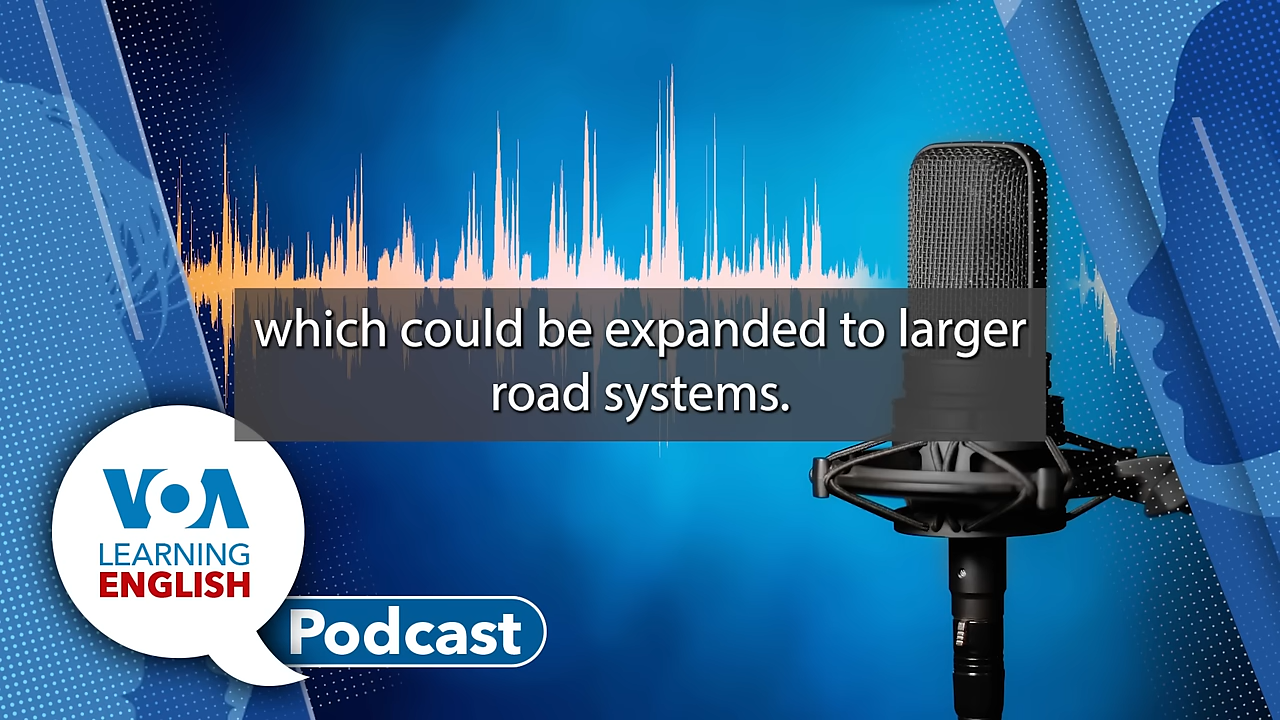 which could be expanded to larger
road systems.
VOA
LEARNING
ENGLISH
Podcast